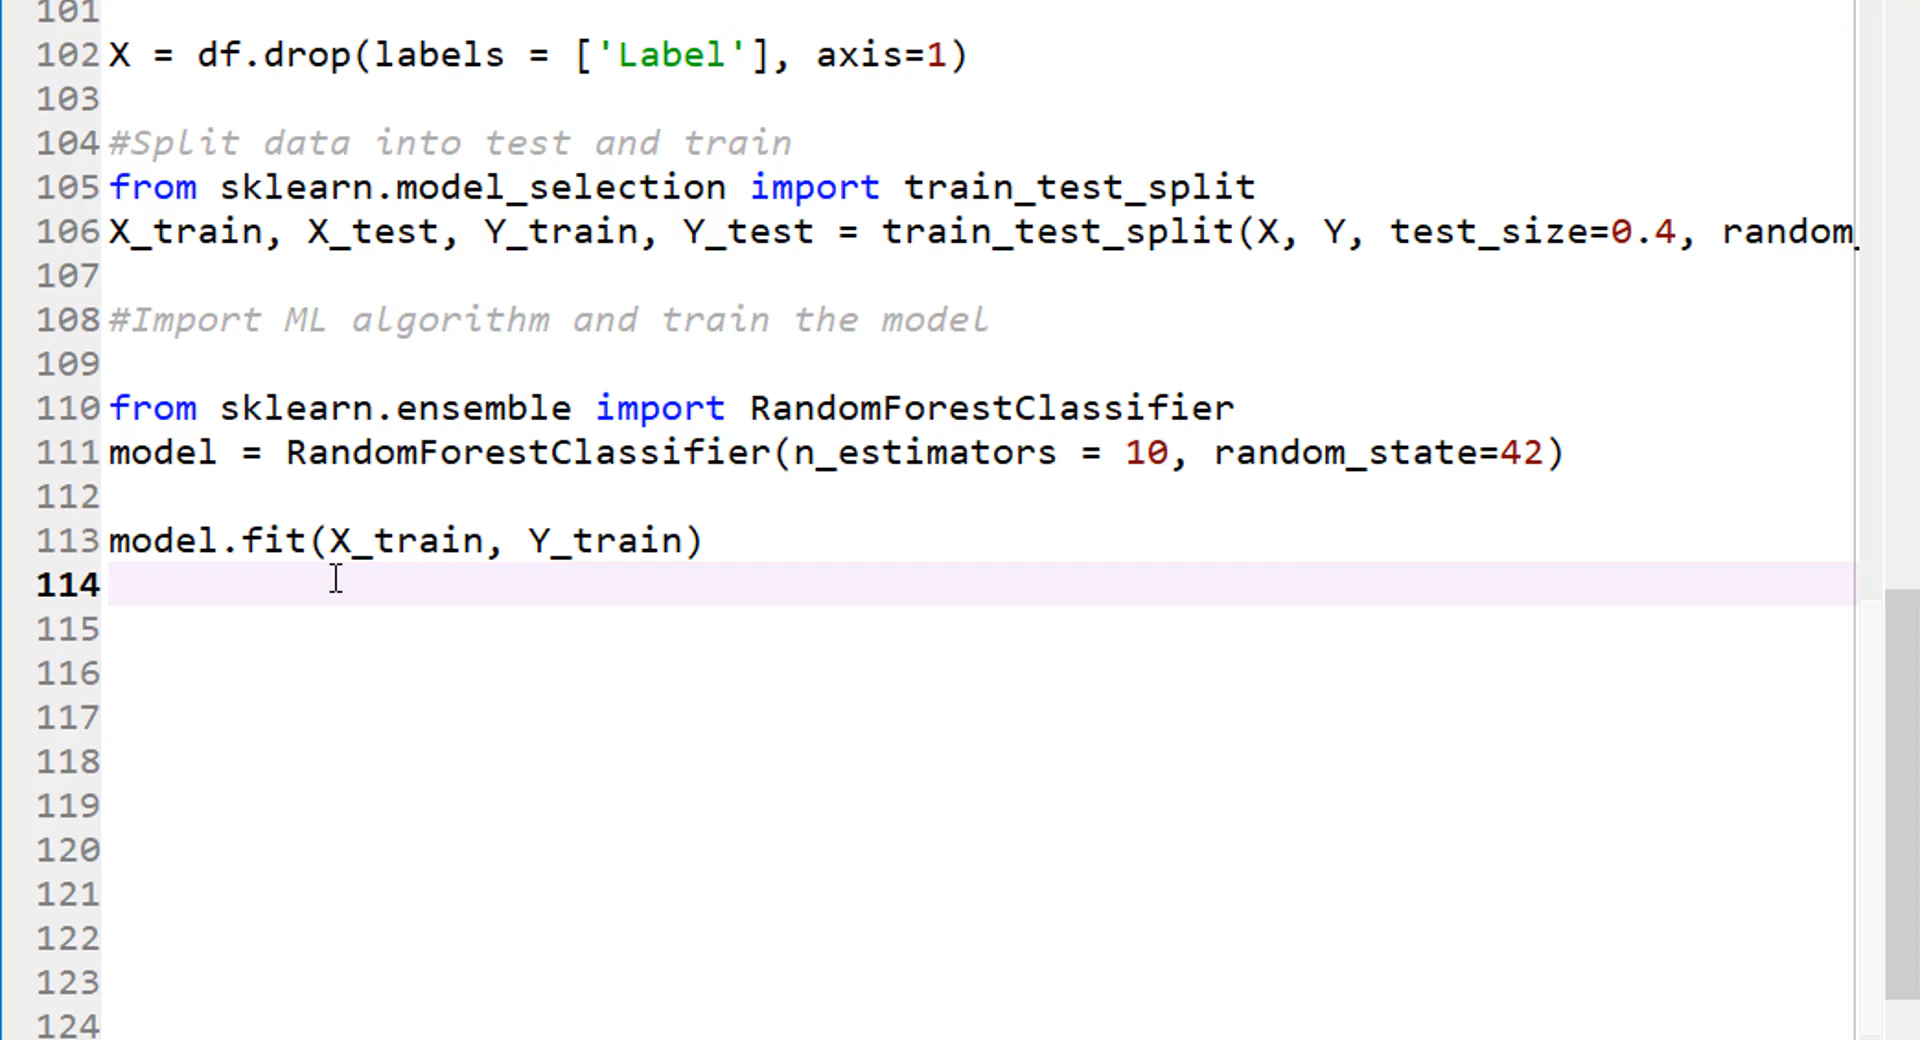 101
102 X = df.drop(labels = ['Label'], axis=1)
103
104 #Split data into test and train
105 from sklearn.model_selection import train_test_split
106 X_train, X_test, Y_train, Y_test = train_test_split(X, Y, test_size=0.4, random_
107
108 #Import ML algorithm and train the model
109
110 from sklearn.ensemble import RandomForestClassifier
111 model = RandomForestClassifier(n_estimators = 10, random_state=42)
112
113 model.fit(X_train, Y_train)
114
115
116
117
118
119
120
121
122
123
124